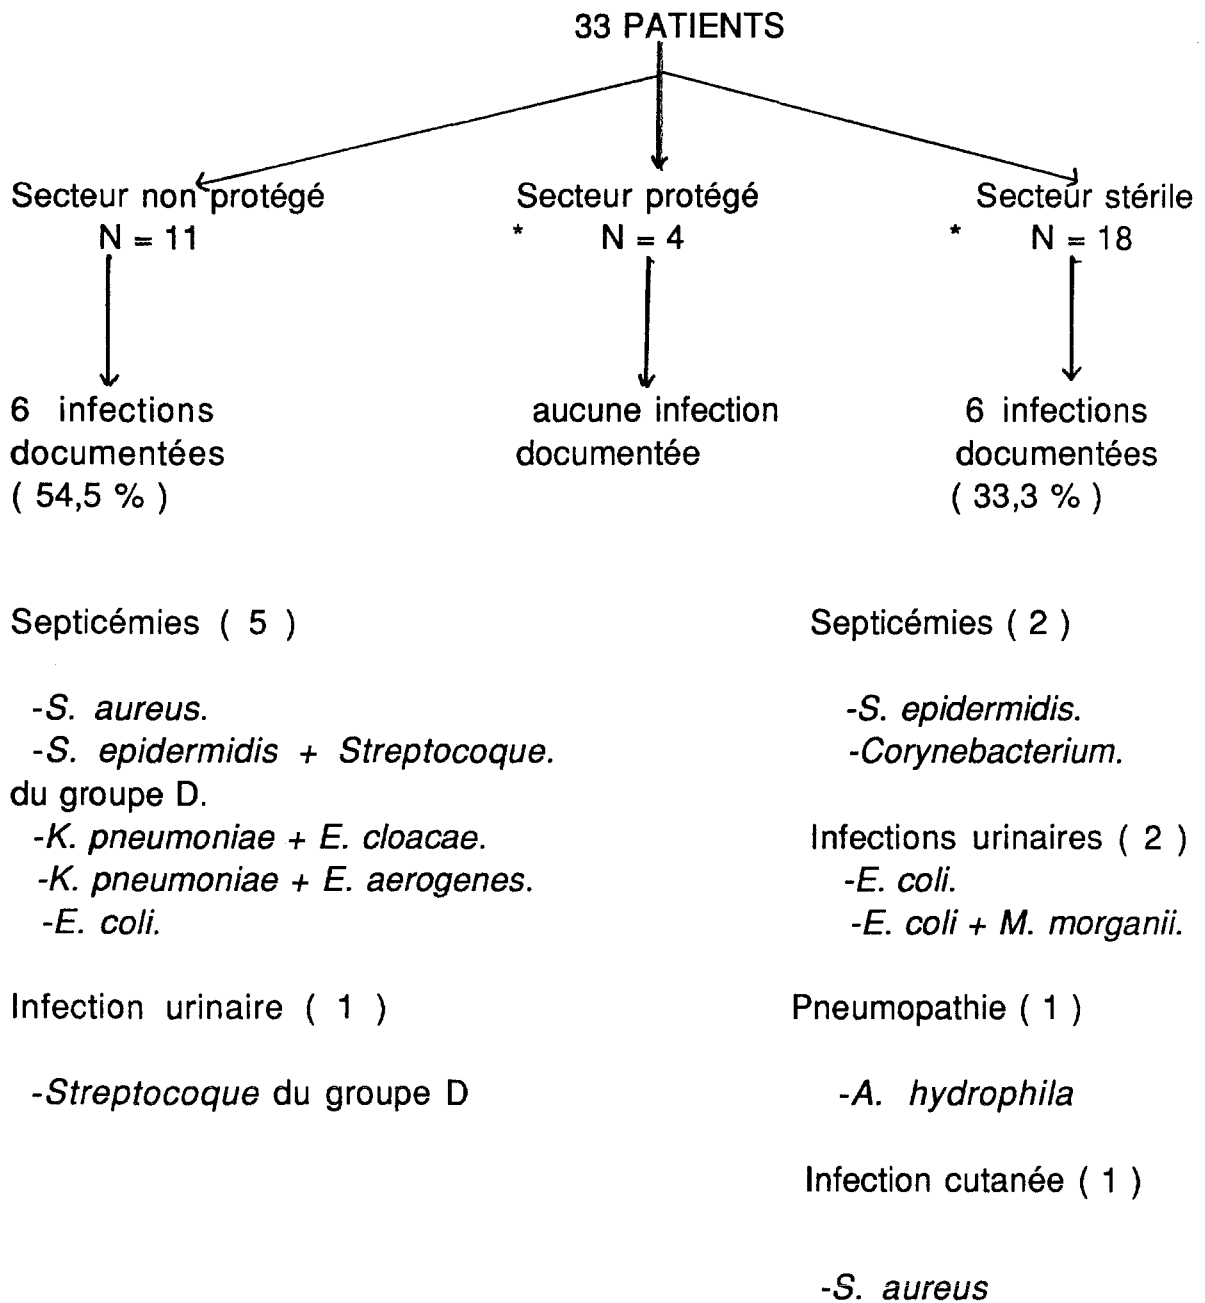 33 PATIENTS
Secteur non protégé
N = 11
6 infections
documentées
( 54,5 % )
Septicémies ( 5 )
-S. aureus.
-S. epidermidis + Streptocoque.
du groupe D.
-K. pneumoniae + E. cloacae.
-K. pneumoniae + E. aerogenes.
-E. coli.
Infection urinaire ( 1 )
-Streptocoque du groupe D
Secteur protégé
* N = 4
aucune infection
documentée
Secteur stérile
* N = 18
6 infections
documentées
( 33,3 % )
Septicémies ( 2 )
-S. epidermidis.
-Corynebacterium.
Infections urinaires ( 2 )
-E. coli.
-E. coli + M. morganii.
Pneumopathie ( 1 )
-A. hydrophila
Infection cutanée ( 1 )
-S. aureus